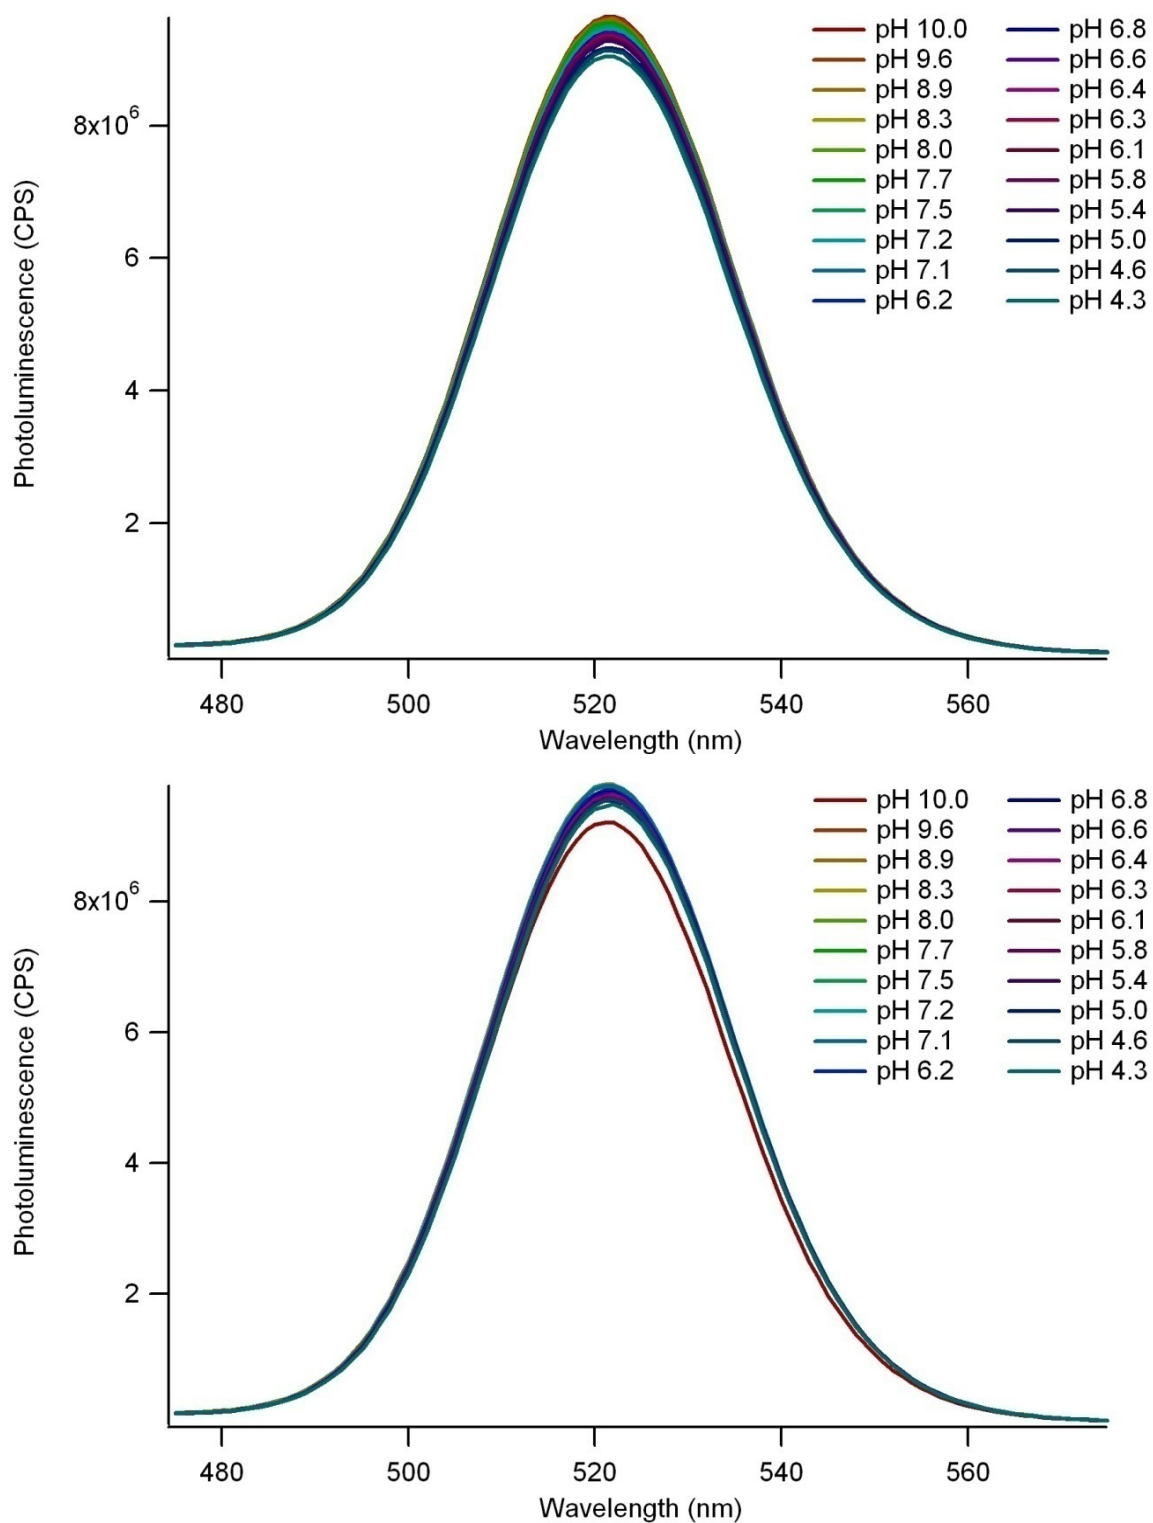 Photoluminescence (CPS)
8x10⁶
6
4
2
480 500 520 540 560
Wavelength (nm)
pH 10.0 pH 6.8
pH 9.6 pH 6.6
pH 8.9 pH 6.4
pH 8.3 pH 6.3
pH 8.0 pH 6.1
pH 7.7 pH 5.8
pH 7.5 pH 5.4
pH 7.2 pH 5.0
pH 7.1 pH 4.6
pH 6.2 pH 4.3
Photoluminescence (CPS)
8x10⁶
6
4
2
480 500 520 540 560
Wavelength (nm)
pH 10.0 pH 6.8
pH 9.6 pH 6.6
pH 8.9 pH 6.4
pH 8.3 pH 6.3
pH 8.0 pH 6.1
pH 7.7 pH 5.8
pH 7.5 pH 5.4
pH 7.2 pH 5.0
pH 7.1 pH 4.6
pH 6.2 pH 4.3